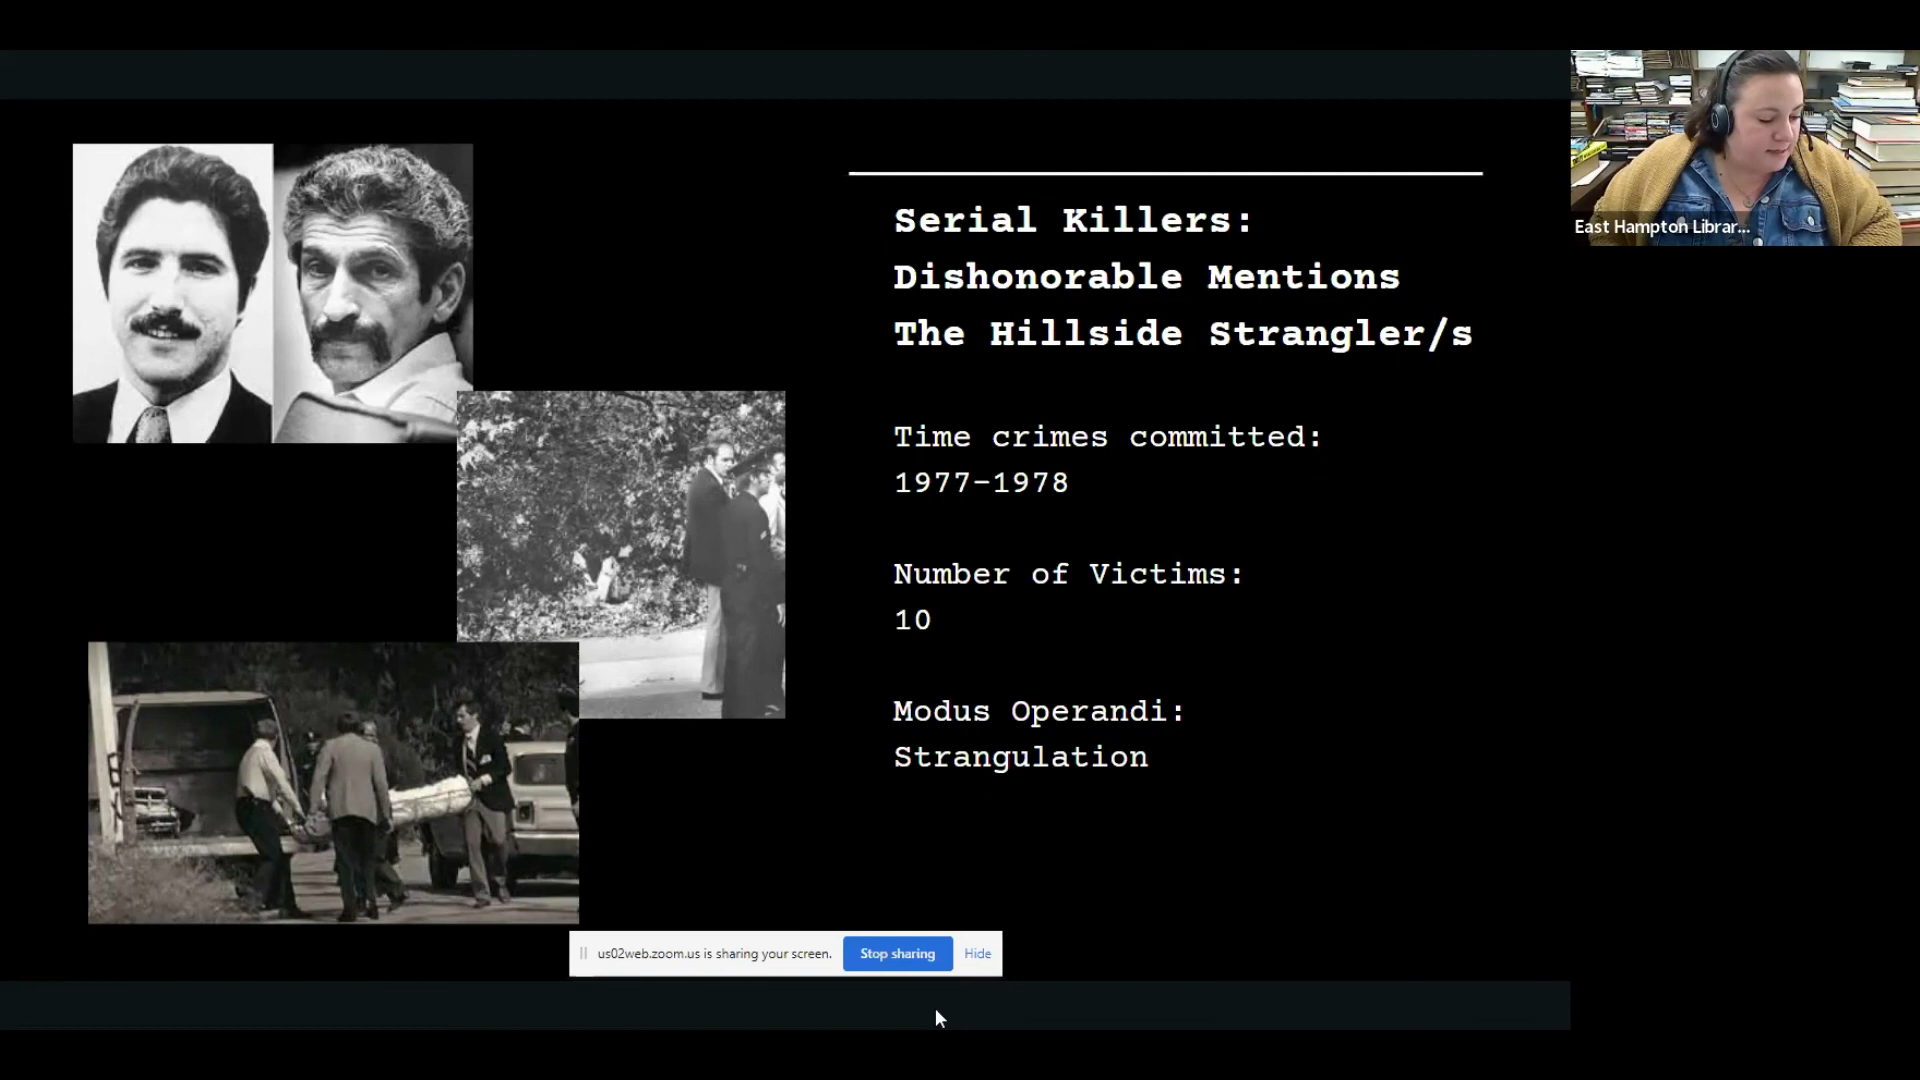 East Hampton Librar...
Serial Killers:
Dishonorable Mentions
The Hillside Strangler/s
Time crimes committed:
1977-1978
Number of Victims:
10
Modus Operandi:
Strangulation
us02web.zoom.us is sharing your screen.
Stop sharing
Hide